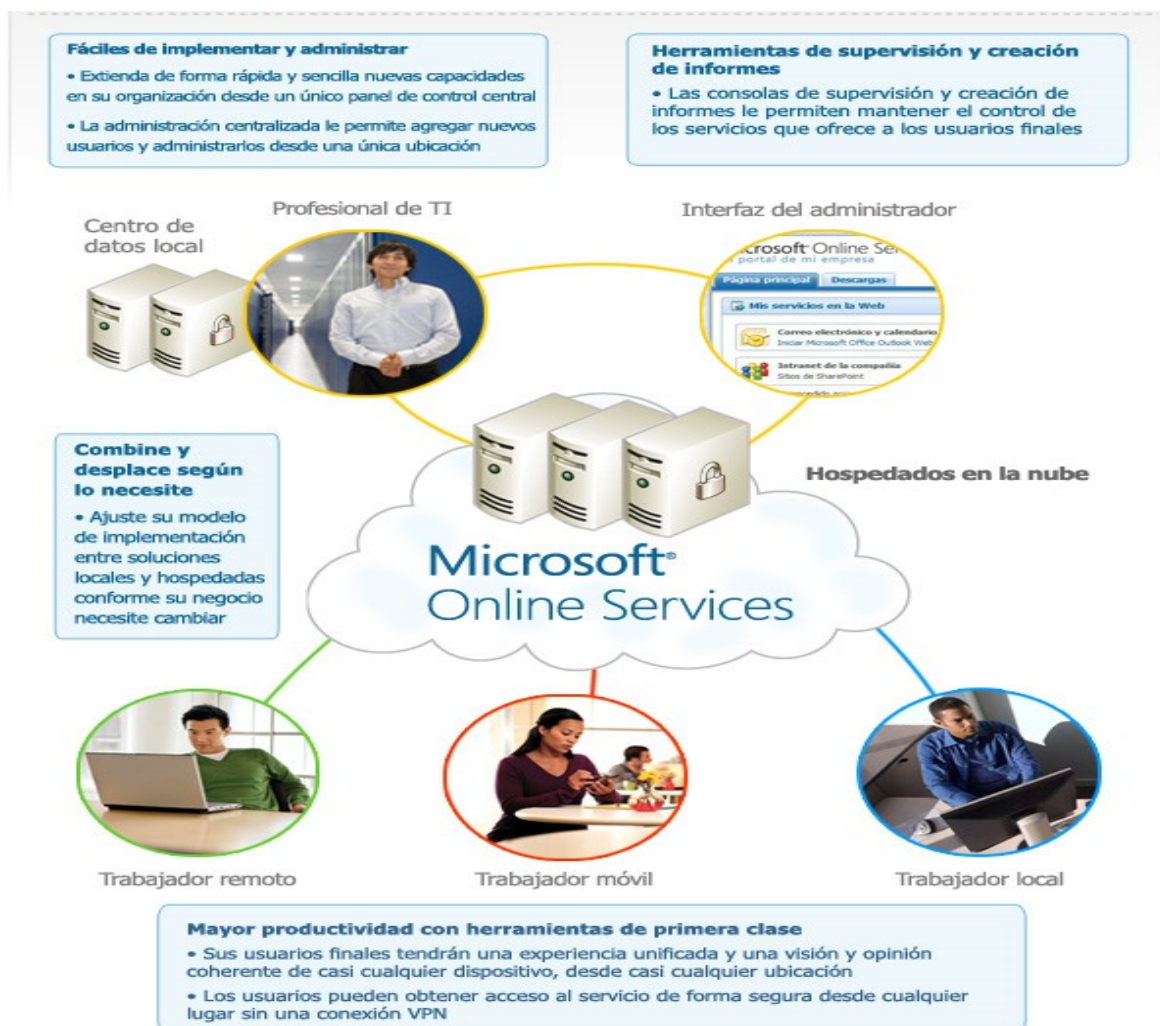 Fáciles de implementar y administrar
• Extienda de forma rápida y sencilla nuevas capacidades
en su organización desde un único panel de control central
• La administración centralizada le permite agregar nuevos
usuarios y administrarlos desde una única ubicación
Herramientas de supervisión y creación
de informes
• Las consolas de supervisión y creación de
informes le permiten mantener el control de
los servicios que ofrece a los usuarios finales
Centro de
datos local
Profesional de TI
Interfaz del administrador
crosoft Online Ser
portal de mi empresa
Página principal
Descargas
Mis servicios en la Web
Correo electrónico y calendario
Iniciar Microsoft Office Outlook Web
Intranet de la compañía
Sitios de SharePoint
Combine y
desplace según
lo necesite
• Ajuste su modelo
de implementación
entre soluciones
locales y hospedadas
conforme su negocio
necesite cambiar
Hospedados en la nube
Microsoft®
Online Services
Trabajador remoto
Trabajador móvil
Trabajador local
Mayor productividad con herramientas de primera clase
• Sus usuarios finales tendrán una experiencia unificada y una visión y opinión
coherente de casi cualquier dispositivo, desde casi cualquier ubicación
• Los usuarios pueden obtener acceso al servicio de forma segura desde cualquier
lugar sin una conexión VPN